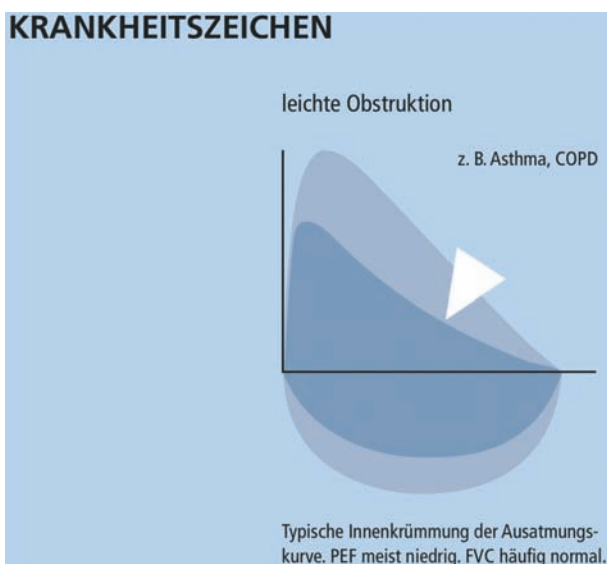 KRANKHEITSZEICHEN
leichte Obstruktion
z. B. Asthma, COPD
Typische Innenkrümmung der Ausatmungs-
kurve. PEF meist niedrig. FVC häufig normal.